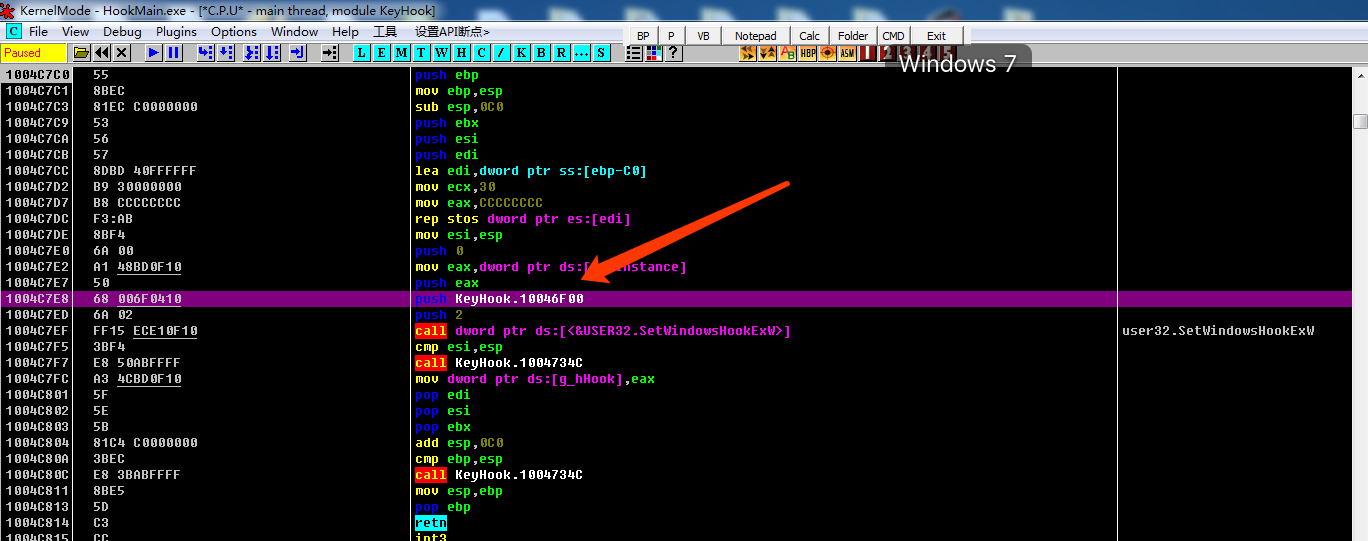 KernelMode - HookMain.exe - [*C.P.U* - main thread, module KeyHook]
C File View Debug Plugins Options Window Help 工具 设置API断点>
BP P VB Notepad Calc Folder CMD Exit
Paused L E M T W H C / K B R ... S ? HBP ASM 1 2 3 4 5
Windows 7
1004C7C0 55 push ebp
1004C7C1 8BEC mov ebp,esp
1004C7C3 81EC C0000000 sub esp,0C0
1004C7C9 53 push ebx
1004C7CA 56 push esi
1004C7CB 57 push edi
1004C7CC 8DBD 40FFFFFF lea edi,dword ptr ss:[ebp-C0]
1004C7D2 B9 30000000 mov ecx,30
1004C7D7 B8 CCCCCCCC mov eax,CCCCCCCC
1004C7DC F3:AB rep stos dword ptr es:[edi]
1004C7DE 8BF4 mov esi,esp
1004C7E0 6A 00 push 0
1004C7E2 A1 48BD0F10 mov eax,dword ptr ds:[
1004C7E7 50 push eax
1004C7E8 68 006F0410 push KeyHook.10046F00
1004C7ED 6A 02 push 2
1004C7EF FF15 ECE10F10 call dword ptr ds:[<&USER32.SetWindowsHookExW>] user32.SetWindowsHookExW
1004C7F5 3BF4 cmp esi,esp
1004C7F7 E8 50ABFFFF call KeyHook.1004734C
1004C7FC A3 4CBD0F10 mov dword ptr ds:[g_hHook],eax
1004C801 5F pop edi
1004C802 5E pop esi
1004C803 5B pop ebx
1004C804 81C4 C0000000 add esp,0C0
1004C80A 3BEC cmp ebp,esp
1004C80C E8 3BABFFFF call KeyHook.1004734C
1004C811 8BE5 mov esp,ebp
1004C813 5D pop ebp
1004C814 C3 retn
1004C815 CC int3